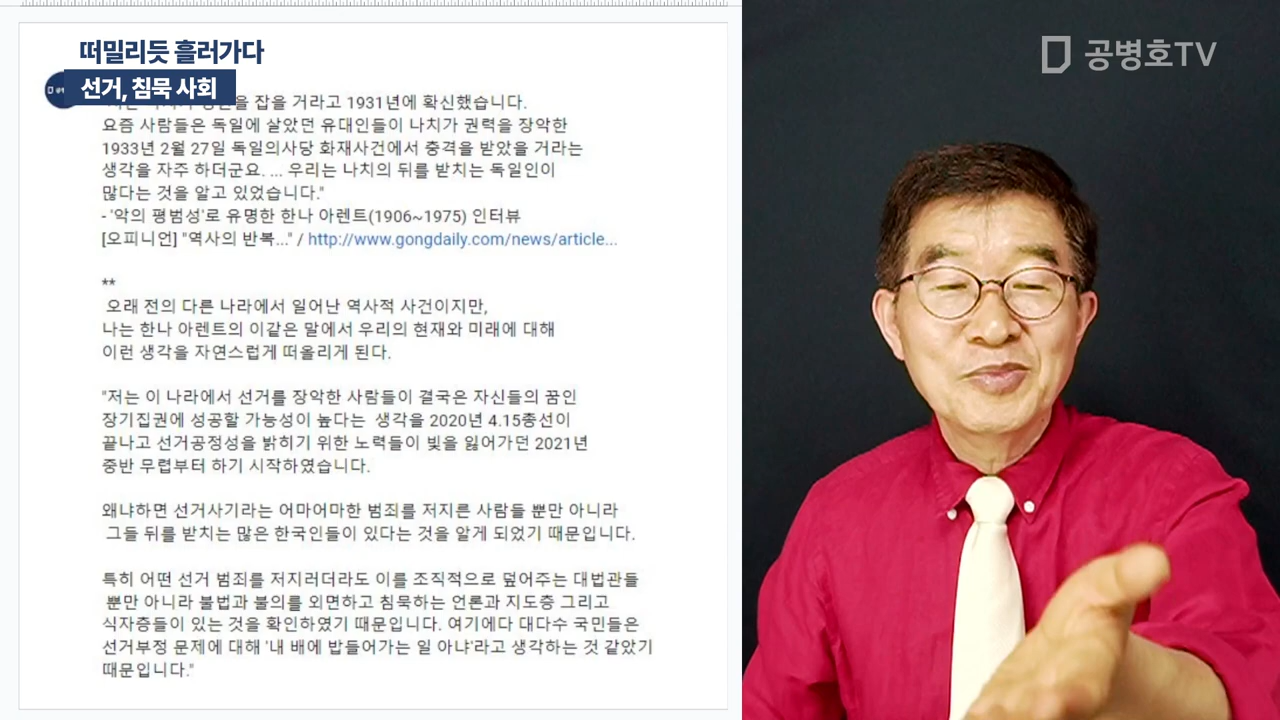 떠밀리듯 흘러가다
선거, 침묵 사회
공병호TV
잡을 거라고 1931년에 확신했습니다.
요즘 사람들은 독일에 살았던 유대인들이 나치가 권력을 장악한
1933년 2월 27일 독일의사당 화재사건에서 충격을 받았을 거라는
생각을 자주 하더군요. ... 우리는 나치의 뒤를 받치는 독일인이
많다는 것을 알고 있었습니다."
- '악의 평범성'로 유명한 한나 아렌트(1906~1975) 인터뷰
[오피니언] "역사의 반복..." / http://www.gongdaily.com/news/article...
**
오래 전의 다른 나라에서 일어난 역사적 사건이지만,
나는 한나 아렌트의 이같은 말에서 우리의 현재와 미래에 대해
이런 생각을 자연스럽게 떠올리게 된다.
"저는 이 나라에서 선거를 장악한 사람들이 결국은 자신들의 꿈인
장기집권에 성공할 가능성이 높다는 생각을 2020년 4.15총선이
끝나고 선거공정성을 밝히기 위한 노력들이 빛을 잃어가던 2021년
중반 무렵부터 하기 시작하였습니다.
왜냐하면 선거사기라는 어마어마한 범죄를 저지른 사람들 뿐만 아니라
그들 뒤를 받치는 많은 한국인들이 있다는 것을 알게 되었기 때문입니다.
특히 어떤 선거 범죄를 저지러더라도 이를 조직적으로 덮어주는 대법관들
뿐만 아니라 불법과 불의를 외면하고 침묵하는 언론과 지도층 그리고
식자층들이 있는 것을 확인하였기 때문입니다. 여기에다 대다수 국민들은
선거부정 문제에 대해 '내 배에 밥들어가는 일 아냐'라고 생각하는 것 같았기
때문입니다."